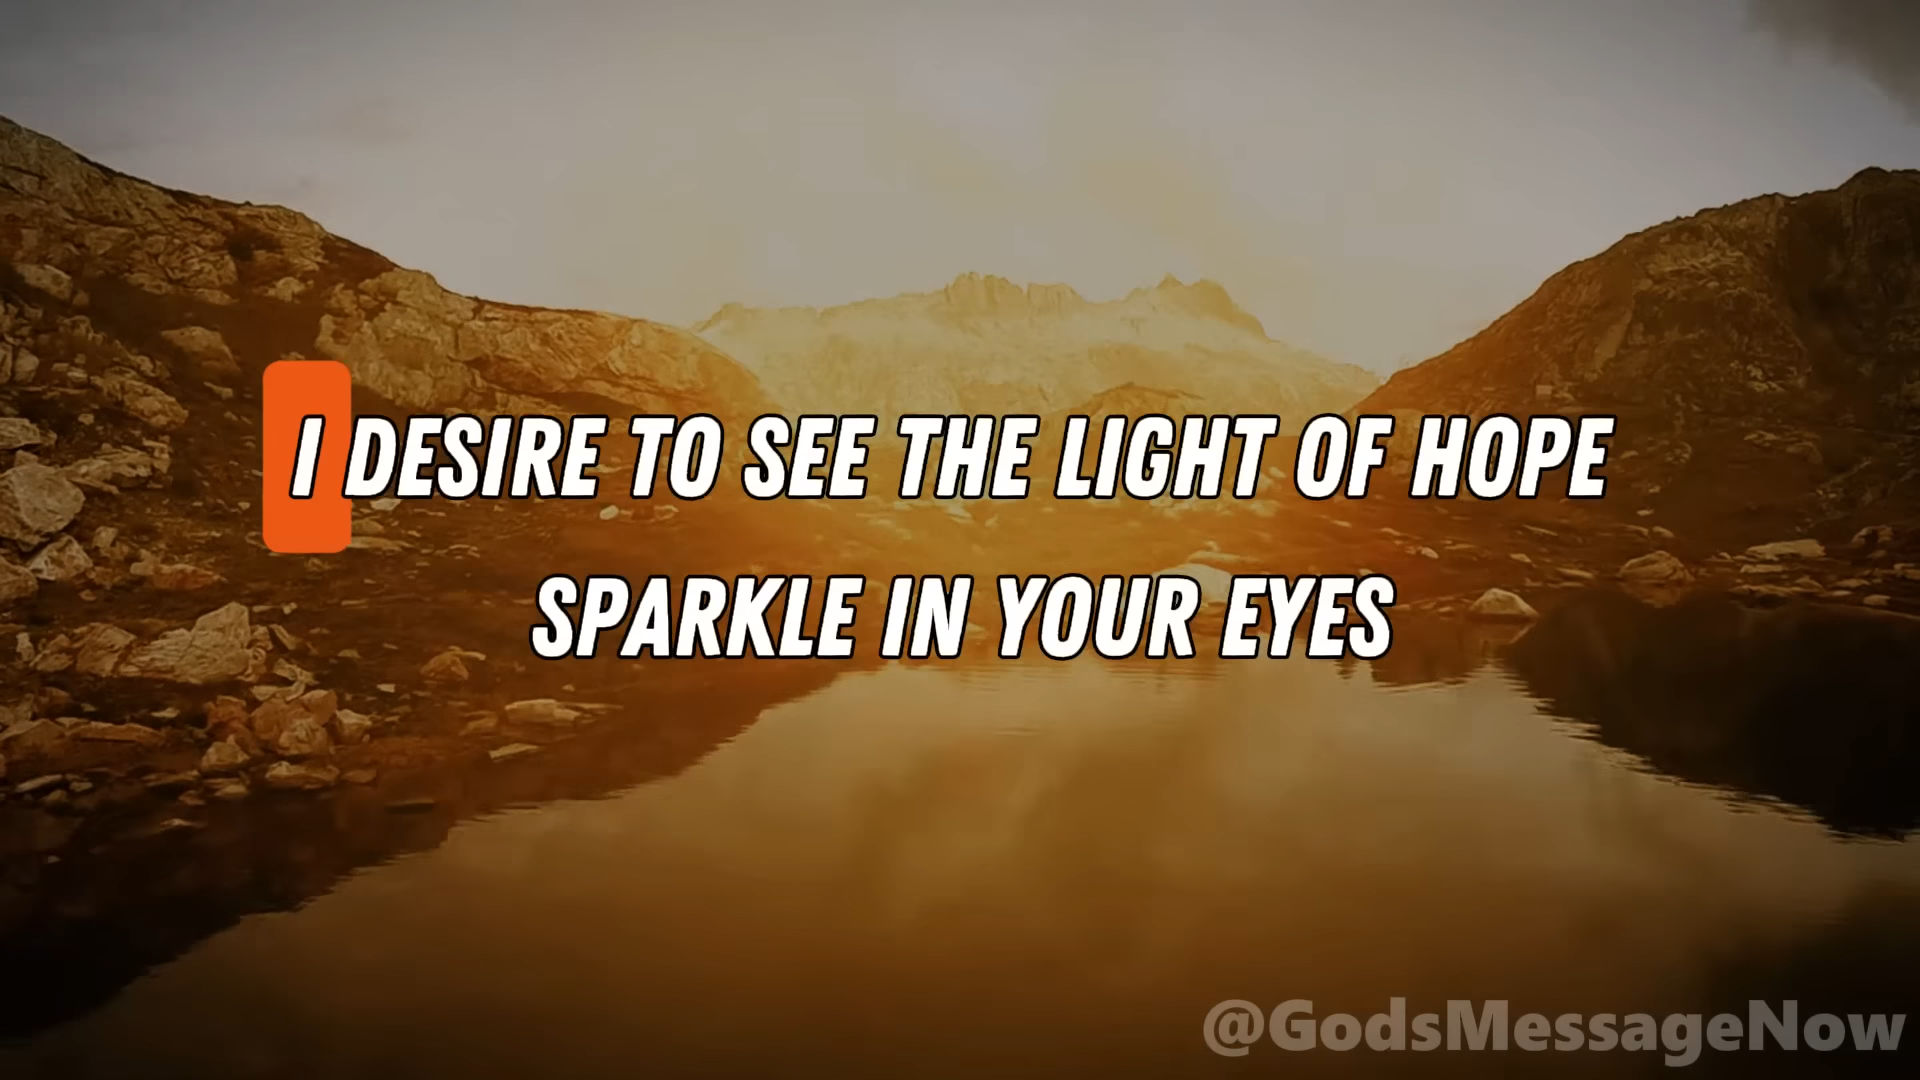 I DESIRE TO SEE THE LIGHT OF HOPE
SPARKLE IN YOUR EYES
@GodsMessageNow